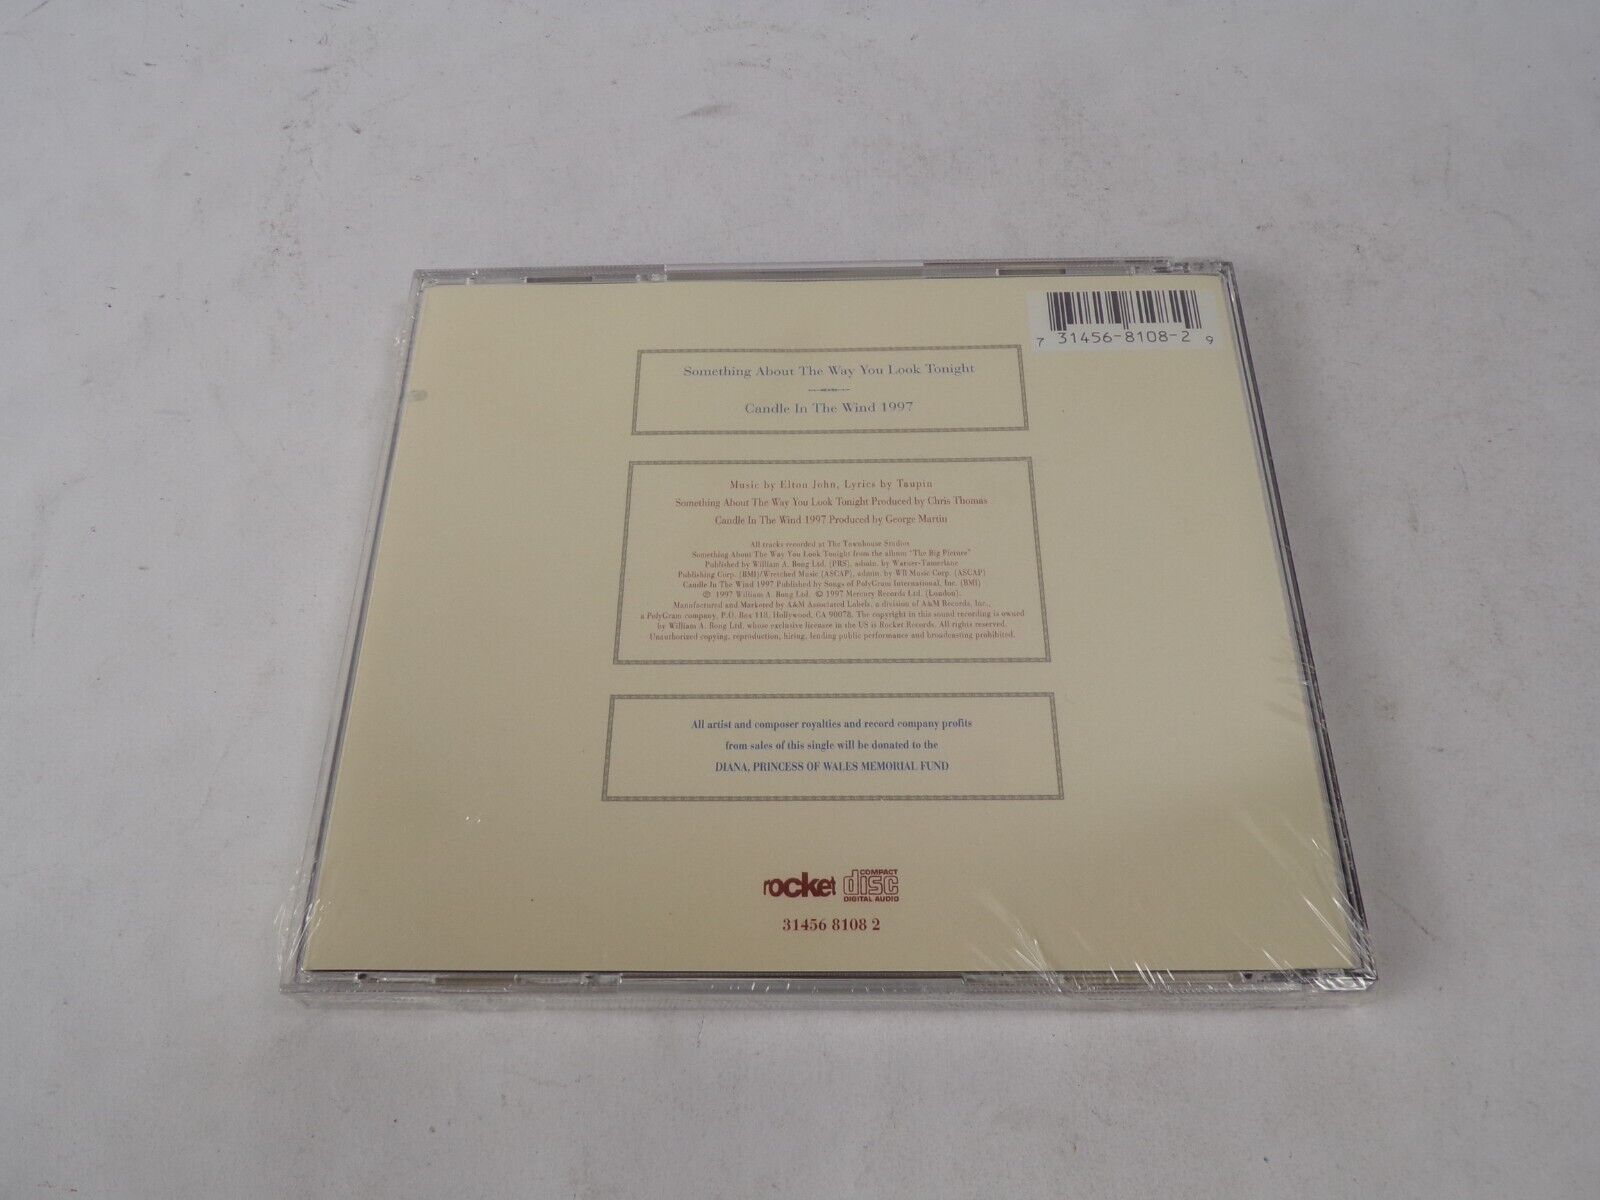 7 31456-8108-2 9
Something About The Way You Look Tonight
Candle In The Wind 1997
Music by Elton John, Lyrics by Taupin
Something About The Way You Look Tonight Produced by Chris Thomas
Candle In The Wind 1997 Produced by George Martin
All tracks recorded at The Townhouse Studios
Something About The Way You Look Tonight from the album "The Big Picture"
Published by William A. Bong Ltd. (PRS), admin. by Warner-Tamerlane
Publishing Corp. (BMI)/Wretched Music (ASCAP), admin. by WB Music Corp. (ASCAP)
Candle In The Wind 1997 Published by Songs of PolyGram International, Inc. (BMI)
℗ 1997 William A. Bong Ltd. © 1997 Mercury Records Ltd. (London).
Manufactured and Marketed by A&M Associated Labels, a division of A&M Records, Inc.,
a PolyGram company, P.O. Box 118, Hollywood, CA 90078. The copyright in this sound recording is owned
by William A. Bong Ltd. whose exclusive licensee in the US is Rocket Records. All rights reserved.
Unauthorized copying, reproduction, hiring, lending public performance and broadcasting prohibited.
All artist and composer royalties and record company profits
from sales of this single will be donated to the
DIANA, PRINCESS OF WALES MEMORIAL FUND
rocket COMPACT disc DIGITAL AUDIO
31456 8108 2